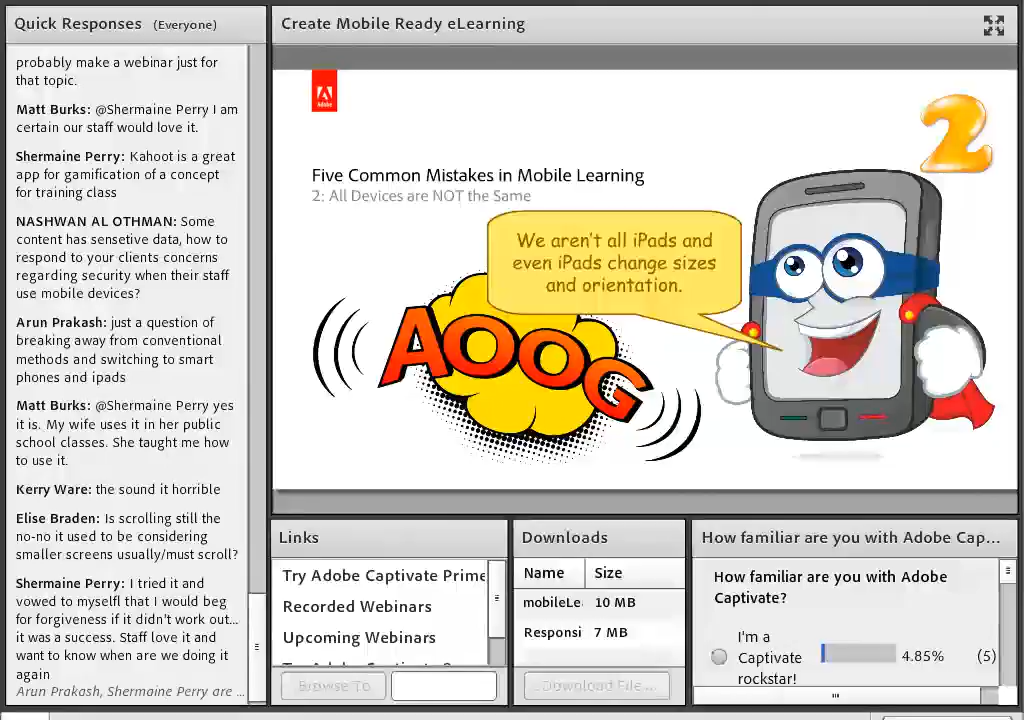 Quick Responses (Everyone)
probably make a webinar just for
that topic.
Matt Burks: @Shermaine Perry I am
certain our staff would love it.
Shermaine Perry: Kahoot is a great
app for gamification of a concept
for training class
NASHWAN AL OTHMAN: Some
content has sensetive data, how to
respond to your clients concerns
regarding security when their staff
use mobile devices?
Arun Prakash: just a question of
breaking away from conventional
methods and switching to smart
phones and ipads
Matt Burks: @Shermaine Perry yes
it is. My wife uses it in her public
school classes. She taught me how
to use it.
Kerry Ware: the sound it horrible
Elise Braden: Is scrolling still the
no-no it used to be considering
smaller screens usually/must scroll?
Shermaine Perry: I tried it and
vowed to myselfl that I would beg
for forgiveness if it didn't work out...
it was a success. Staff love it and
want to know when are we doing it
again
Arun Prakash, Shermaine Perry are ...
Create Mobile Ready eLearning
Adobe
2
Five Common Mistakes in Mobile Learning
2: All Devices are NOT the Same
We aren't all iPads and
even iPads change sizes
and orientation.
AOOG
Links
Try Adobe Captivate Prime
Recorded Webinars
Upcoming Webinars
Browse To
Downloads
Name Size
mobileLe 10 MB
Responsi 7 MB
Download File...
How familiar are you with Adobe Cap...
How familiar are you with Adobe
Captivate?
I'm a
Captivate
rockstar!
4.85% (5)